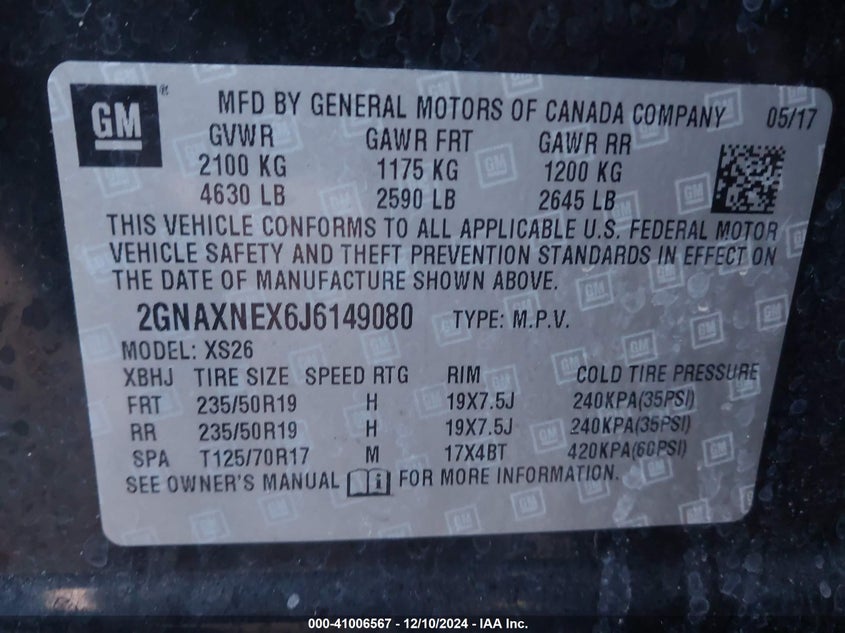 GM ® MFD BY GENERAL MOTORS OF CANADA COMPANY 05/17
GVWR GAWR FRT GAWR RR
2100 KG 1175 KG 1200 KG
4630 LB 2590 LB 2645 LB
THIS VEHICLE CONFORMS TO ALL APPLICABLE U.S. FEDERAL MOTOR
VEHICLE SAFETY AND THEFT PREVENTION STANDARDS IN EFFECT ON
THE DATE OF MANUFACTURE SHOWN ABOVE.
2GNAXNEX6J6149080 TYPE: M.P.V.
MODEL: XS26
XBHJ TIRE SIZE SPEED RTG RIM COLD TIRE PRESSURE
FRT 235/50R19 H 19X7.5J 240KPA(35PSI)
RR 235/50R19 H 19X7.5J 240KPA(35PSI)
SPA T125/70R17 M 17X4BT 420KPA(60PSI)
SEE OWNER'S MANUAL FOR MORE INFORMATION.
000-41006567 - 12/10/2024 - IAA Inc.